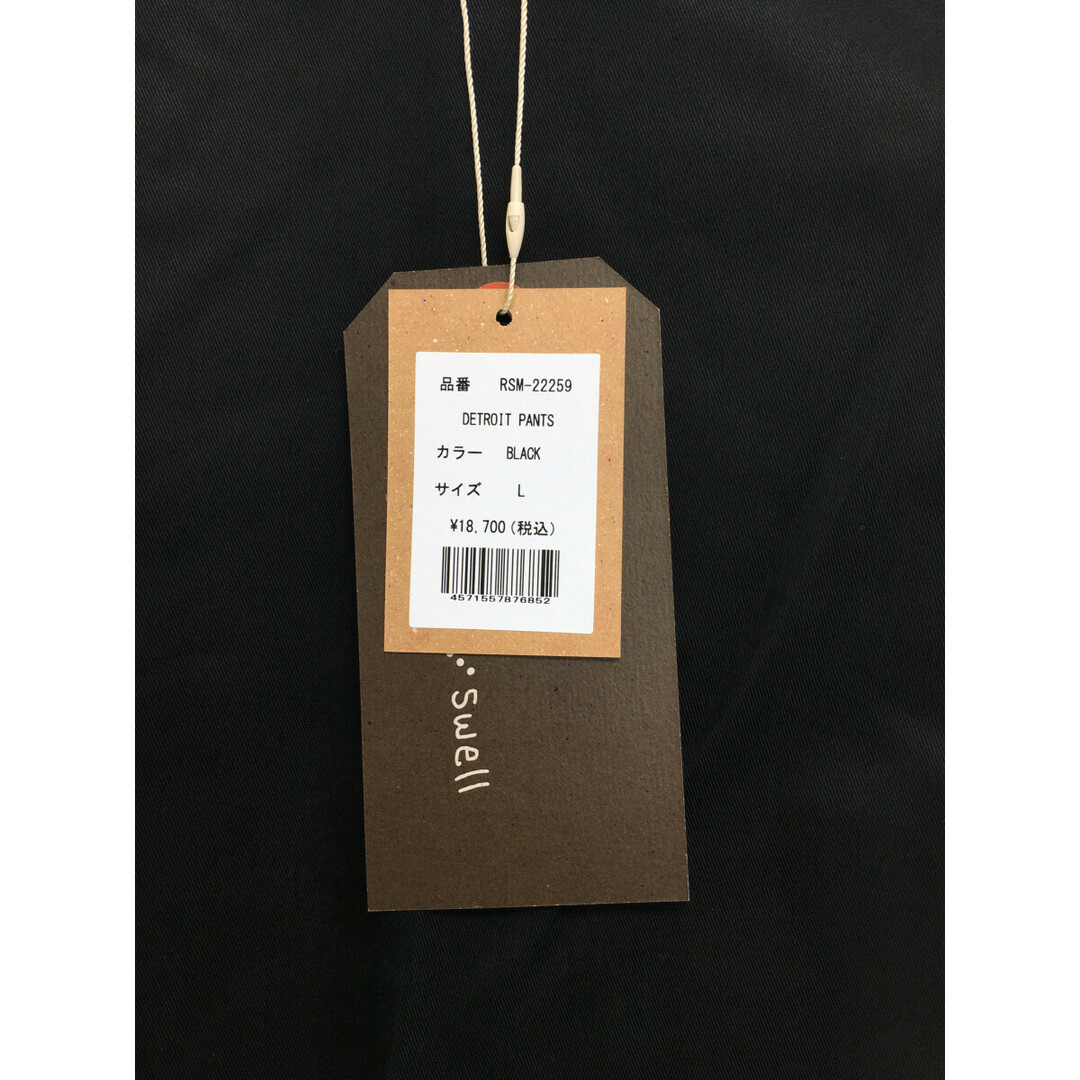 品番 RSM-22259
DETROIT PANTS
カラー BLACK
サイズ L
¥18,700(税込)
4571557876852
Swell